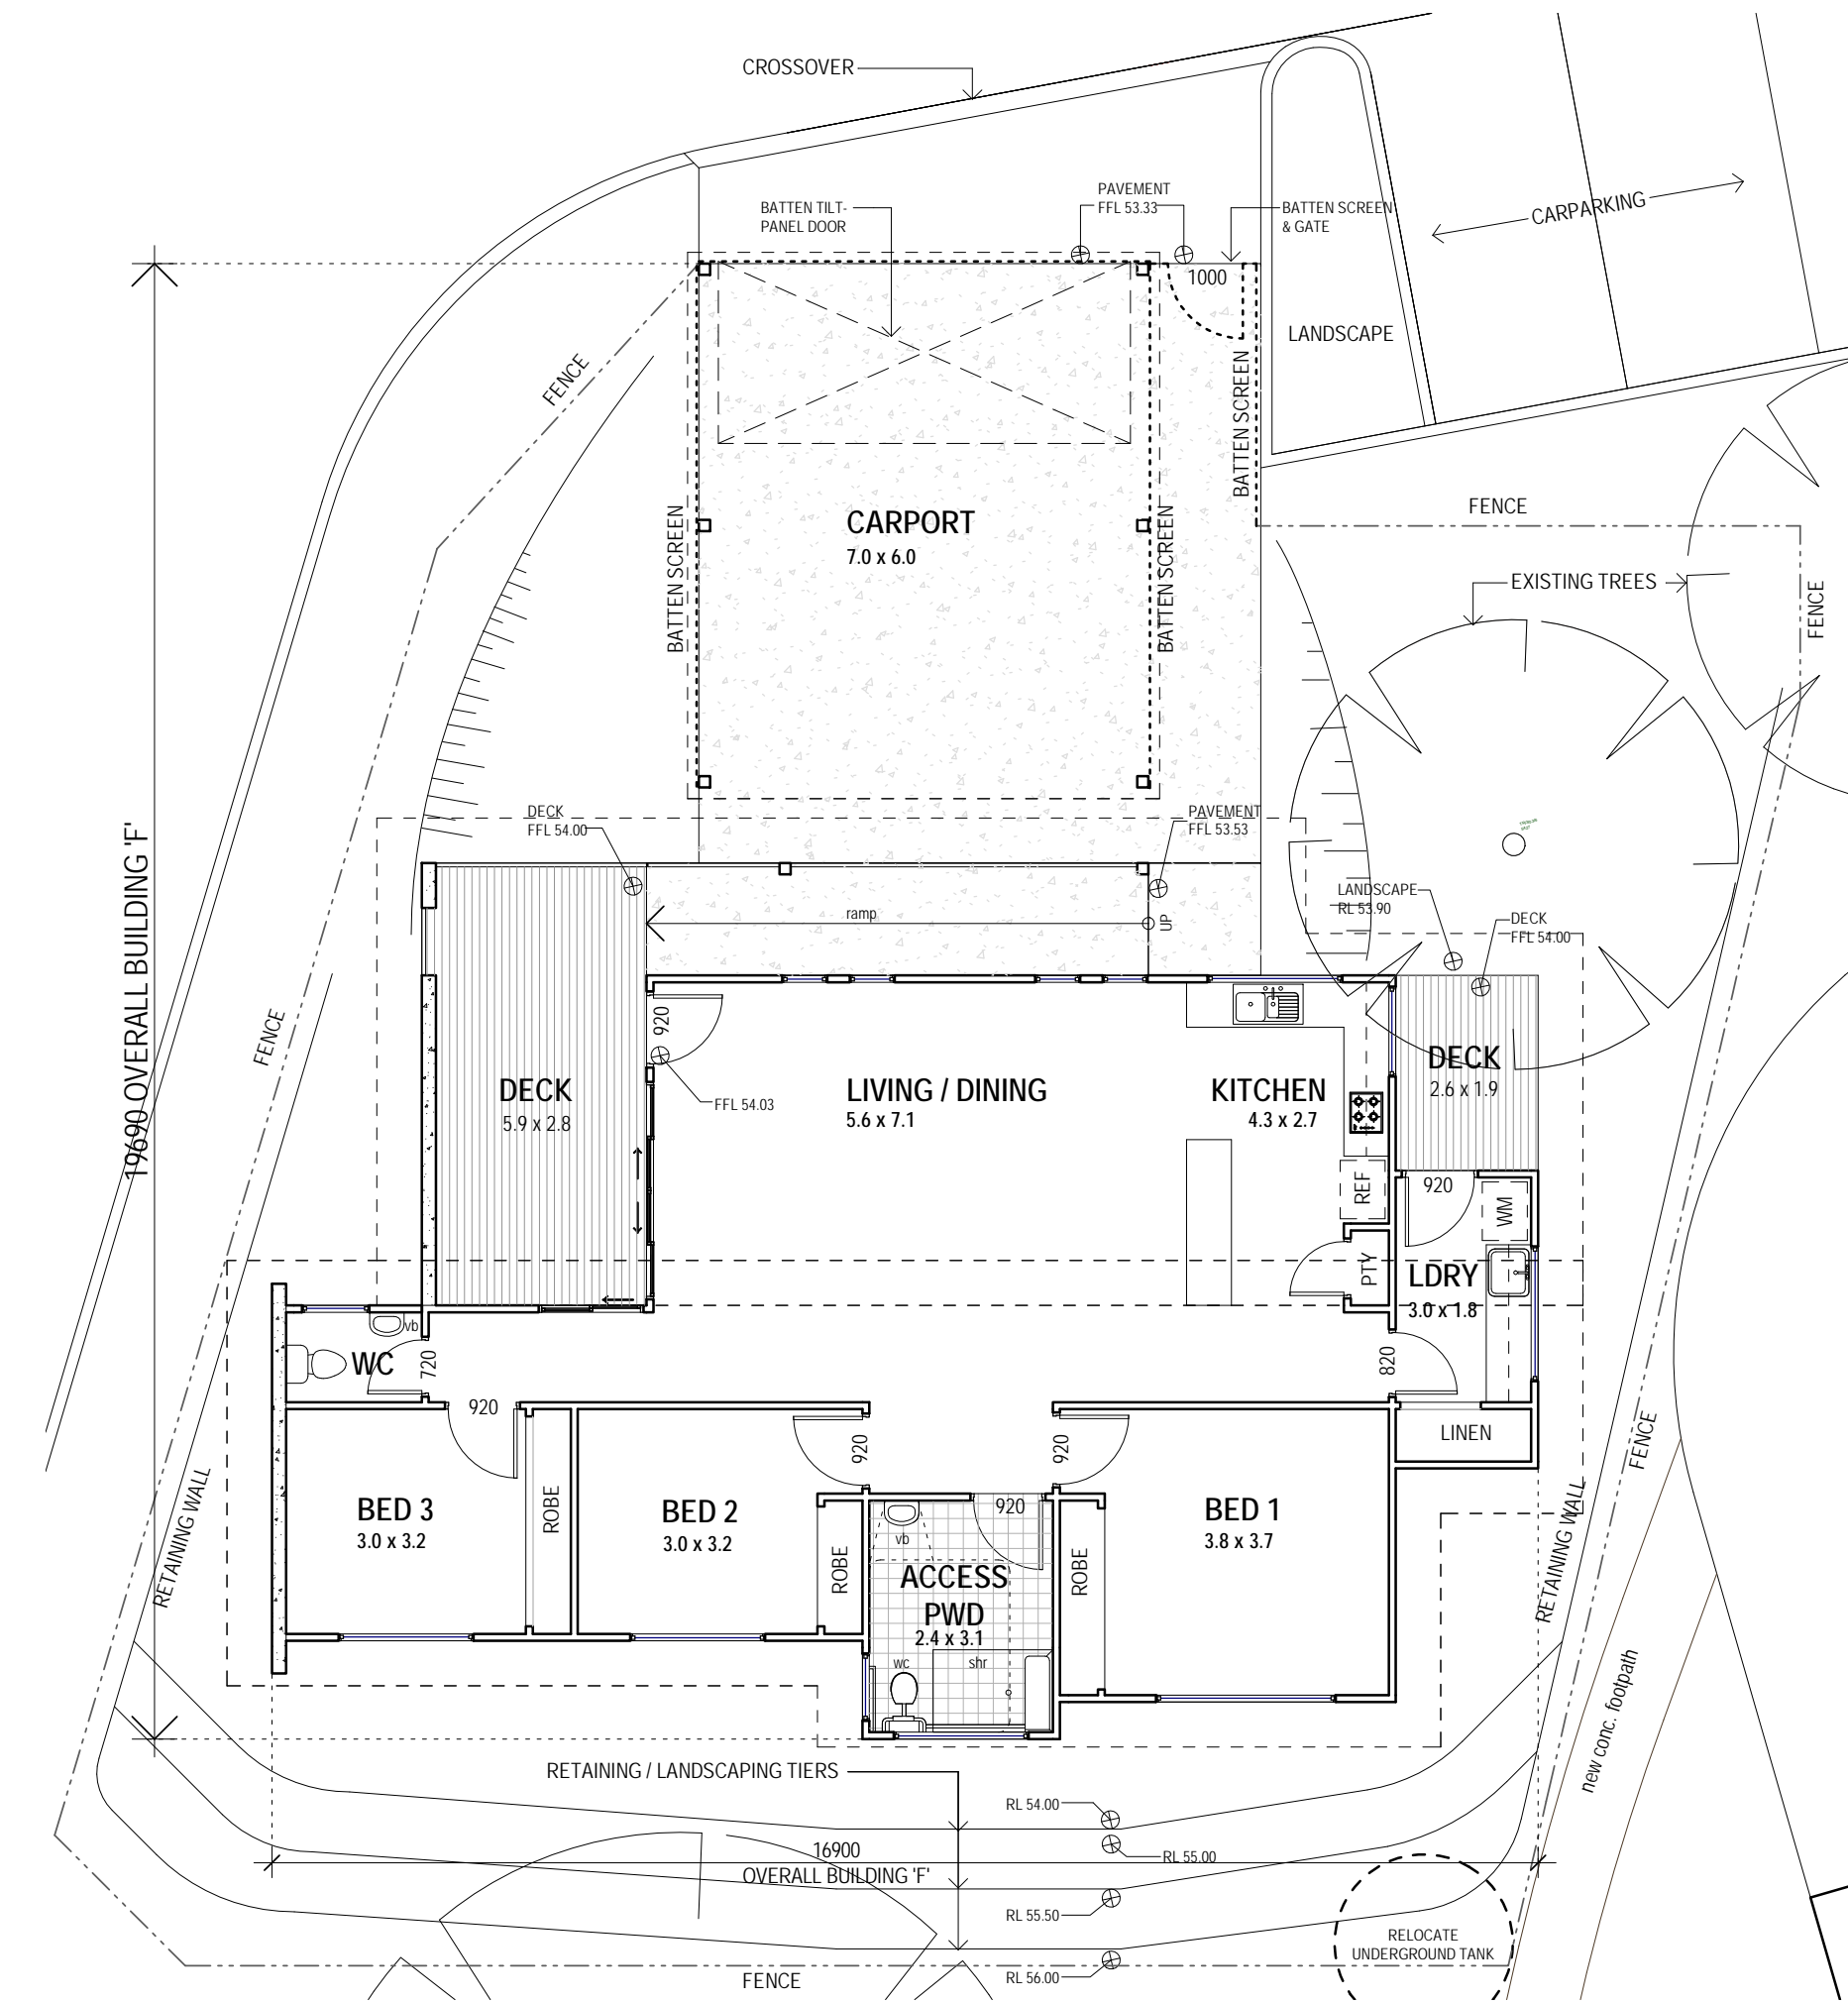 CROSSOVER
PAVEMENT
FFL 53.33
BATTEN TILT-
PANEL DOOR
BATTEN SCREEN
& GATE
CARPARKING
1000
LANDSCAPE
FENCE
BATTEN SCREEN
CARPORT
7.0 x 6.0
BATTEN SCREEN
BATTEN SCREEN
FENCE
EXISTING TREES
FENCE
DECK
FFL 54.00
PAVEMENT
FFL 53.53
19690 OVERALL BUILDING 'F'
LANDSCAPE
RL 53.90
DECK
FFL 54.00
ramp
UP
FENCE
920
DECK
5.9 x 2.8
FFL 54.03
LIVING / DINING
5.6 x 7.1
KITCHEN
4.3 x 2.7
DECK
2.6 x 1.9
REF
920
WM
PTY
LDRY
3.0 x 1.8
vb
WC
720
820
920
920
920
LINEN
FENCE
RETAINING WALL
BED 3
3.0 x 3.2
ROBE
BED 2
3.0 x 3.2
ROBE
920
vb
ACCESS
PWD
2.4 x 3.1
wc
shr
ROBE
BED 1
3.8 x 3.7
RETAINING WALL
new conc. footpath
RETAINING / LANDSCAPING TIERS
RL 54.00
16900
OVERALL BUILDING 'F'
RL 55.00
RL 55.50
RELOCATE
UNDERGROUND TANK
RL 56.00
FENCE